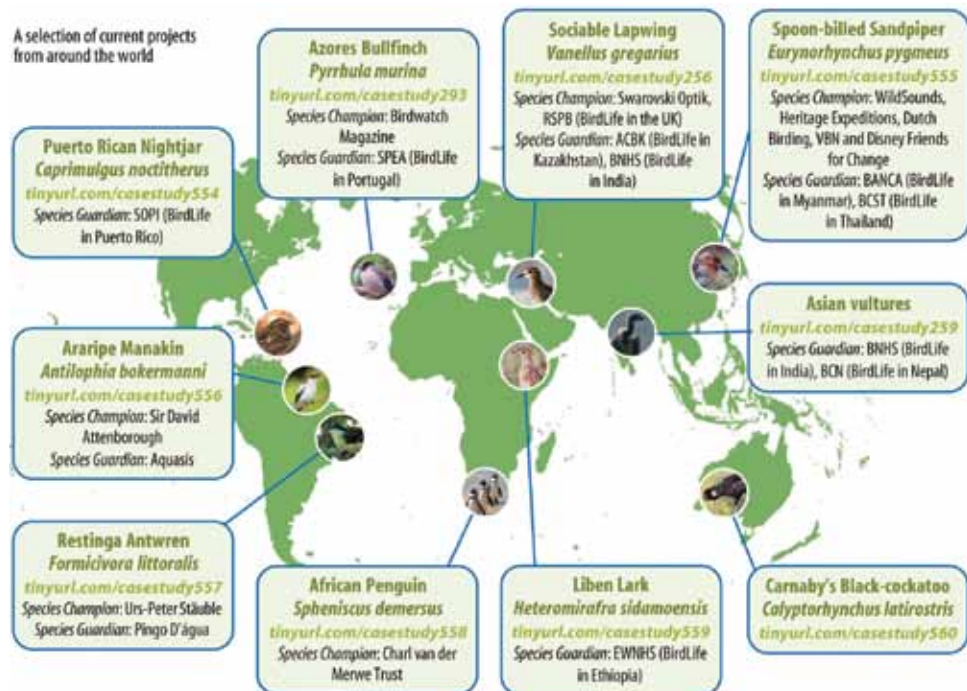 A selection of current projects
from around the world
Azores Bullfinch
Pyrrhula murina
tinyurl.com/casestudy293
Species Champion: Birdwatch
Magazine
Species Guardian: SPEA (BirdLife
in Portugal)
Sociable Lapwing
Vanellus gregarius
tinyurl.com/casestudy256
Species Champion: Swarovski Optik,
RSPB (BirdLife in the UK)
Species Guardian: ACBK (BirdLife in
Kazakhstan), BNHS (BirdLife
in India)
Spoon-billed Sandpiper
Eurynorhynchus pygmeus
tinyurl.com/casestudy555
Species Champion: WildSounds,
Heritage Expeditions, Dutch
Birding, VBN and Disney Friends
for Change
Species Guardian: BANCA (BirdLife
in Myanmar), BCST (BirdLife
in Thailand)
Puerto Rican Nightjar
Caprimulgus noctitherus
tinyurl.com/casestudy554
Species Guardian: SOPI (BirdLife
in Puerto Rico)
Asian vultures
tinyurl.com/casestudy259
Species Guardian: BNHS (BirdLife
in India), BCN (BirdLife in Nepal)
Araripe Manakin
Antilophia bokermanni
tinyurl.com/casestudy556
Species Champion: Sir David
Attenborough
Species Guardian: Aquasis
Restinga Antwren
Formicivora littoralis
tinyurl.com/casestudy557
Species Champion: Urs-Peter Stäuble
Species Guardian: Pingo D'água
African Penguin
Spheniscus demersus
tinyurl.com/casestudy558
Species Champion: Charl van der
Merwe Trust
Liben Lark
Heteromirafra sidamoensis
tinyurl.com/casestudy559
Species Guardian: EWNHS (BirdLife
in Ethiopia)
Carnaby's Black-cockatoo
Calyptorhynchus latirostris
tinyurl.com/casestudy560